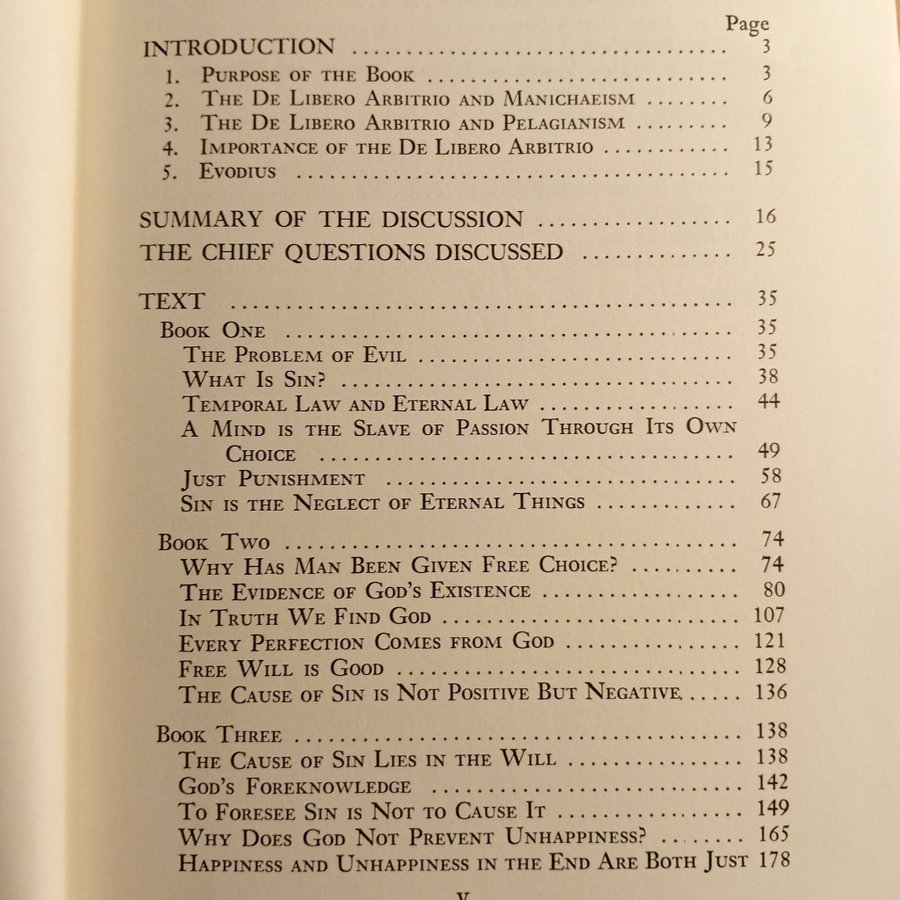 Page
INTRODUCTION .................................. 3
1. Purpose of the Book ............................ 3
2. The De Libero Arbitrio and Manichaeism ........ 6
3. The De Libero Arbitrio and Pelagianism ......... 9
4. Importance of the De Libero Arbitrio ............ 13
5. Evodius ........................................ 15
SUMMARY OF THE DISCUSSION .................. 16
THE CHIEF QUESTIONS DISCUSSED .............. 25
TEXT .............................................. 35
Book One .......................................... 35
The Problem of Evil .............................. 35
What Is Sin? ..................................... 38
Temporal Law and Eternal Law .................. 44
A Mind is the Slave of Passion Through Its Own
Choice ...................................... 49
Just Punishment ................................. 58
Sin is the Neglect of Eternal Things ............. 67
Book Two .......................................... 74
Why Has Man Been Given Free Choice? .......... 74
The Evidence of God's Existence .................. 80
In Truth We Find God ............................ 107
Every Perfection Comes from God ................ 121
Free Will is Good ................................ 128
The Cause of Sin is Not Positive But Negative...... 136
Book Three ........................................ 138
The Cause of Sin Lies in the Will ................ 138
God's Foreknowledge ............................. 142
To Foresee Sin is Not to Cause It ................. 149
Why Does God Not Prevent Unhappiness? ........ 165
Happiness and Unhappiness in the End Are Both Just 178
v